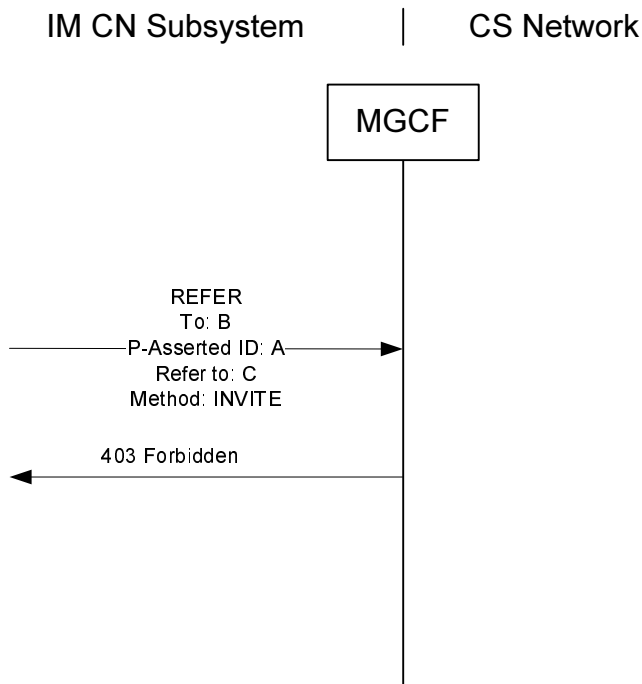 IM CN Subsystem | CS Network
MGCF
REFER
To: B
P-Asserted ID: A
Refer to: C
Method: INVITE
403 Forbidden